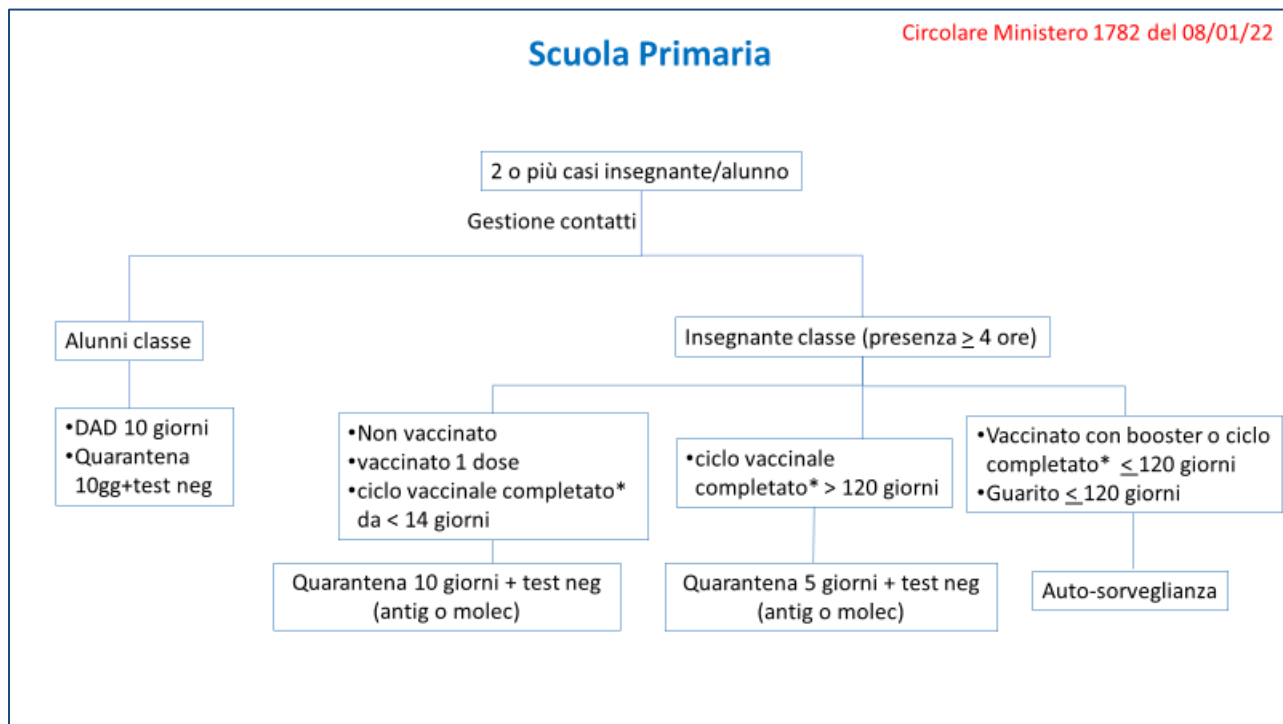 Circolare Ministero 1782 del 08/01/22
Scuola Primaria
2 o più casi insegnante/alunno
Gestione contatti
Alunni classe
Insegnante classe (presenza ≥ 4 ore)
•DAD 10 giorni
•Quarantena
10gg+test neg
•Non vaccinato
•vaccinato 1 dose
•ciclo vaccinale completato*
da < 14 giorni
•ciclo vaccinale
completato* > 120 giorni
•Vaccinato con booster o ciclo
completato* ≤ 120 giorni
•Guarito ≤ 120 giorni
Quarantena 10 giorni + test neg
(antig o molec)
Quarantena 5 giorni + test neg
(antig o molec)
Auto-sorveglianza